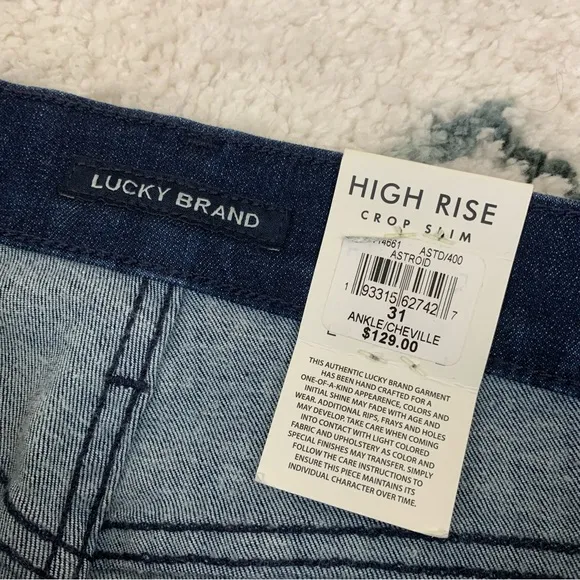 LUCKY BRAND
HIGH RISE
CROP SLIM
ASTD/400
ASTROID
1 93315 62742 7
31
ANKLE/CHEVILLE
$129.00
THIS AUTHENTIC LUCKY BRAND GARMENT
HAS BEEN HAND CRAFTED FOR A
ONE-OF-A-KIND APPEARENCE. COLORS AND
INITIAL SHINE MAY FADE WITH AGE AND
WEAR. ADDITIONAL RIPS, FRAYS AND HOLES
MAY DEVELOP. TAKE CARE WHEN COMING
INTO CONTACT WITH LIGHT COLORED
FABRIC AND UPHOLSTERY AS COLOR AND
SPECIAL FINISHES MAY TRANSFER. SIMPLY
FOLLOW THE CARE INSTRUCTIONS TO
ENSURE THIS PIECE MAINTAINS ITS
INDIVIDUAL CHARACTER OVER TIME.